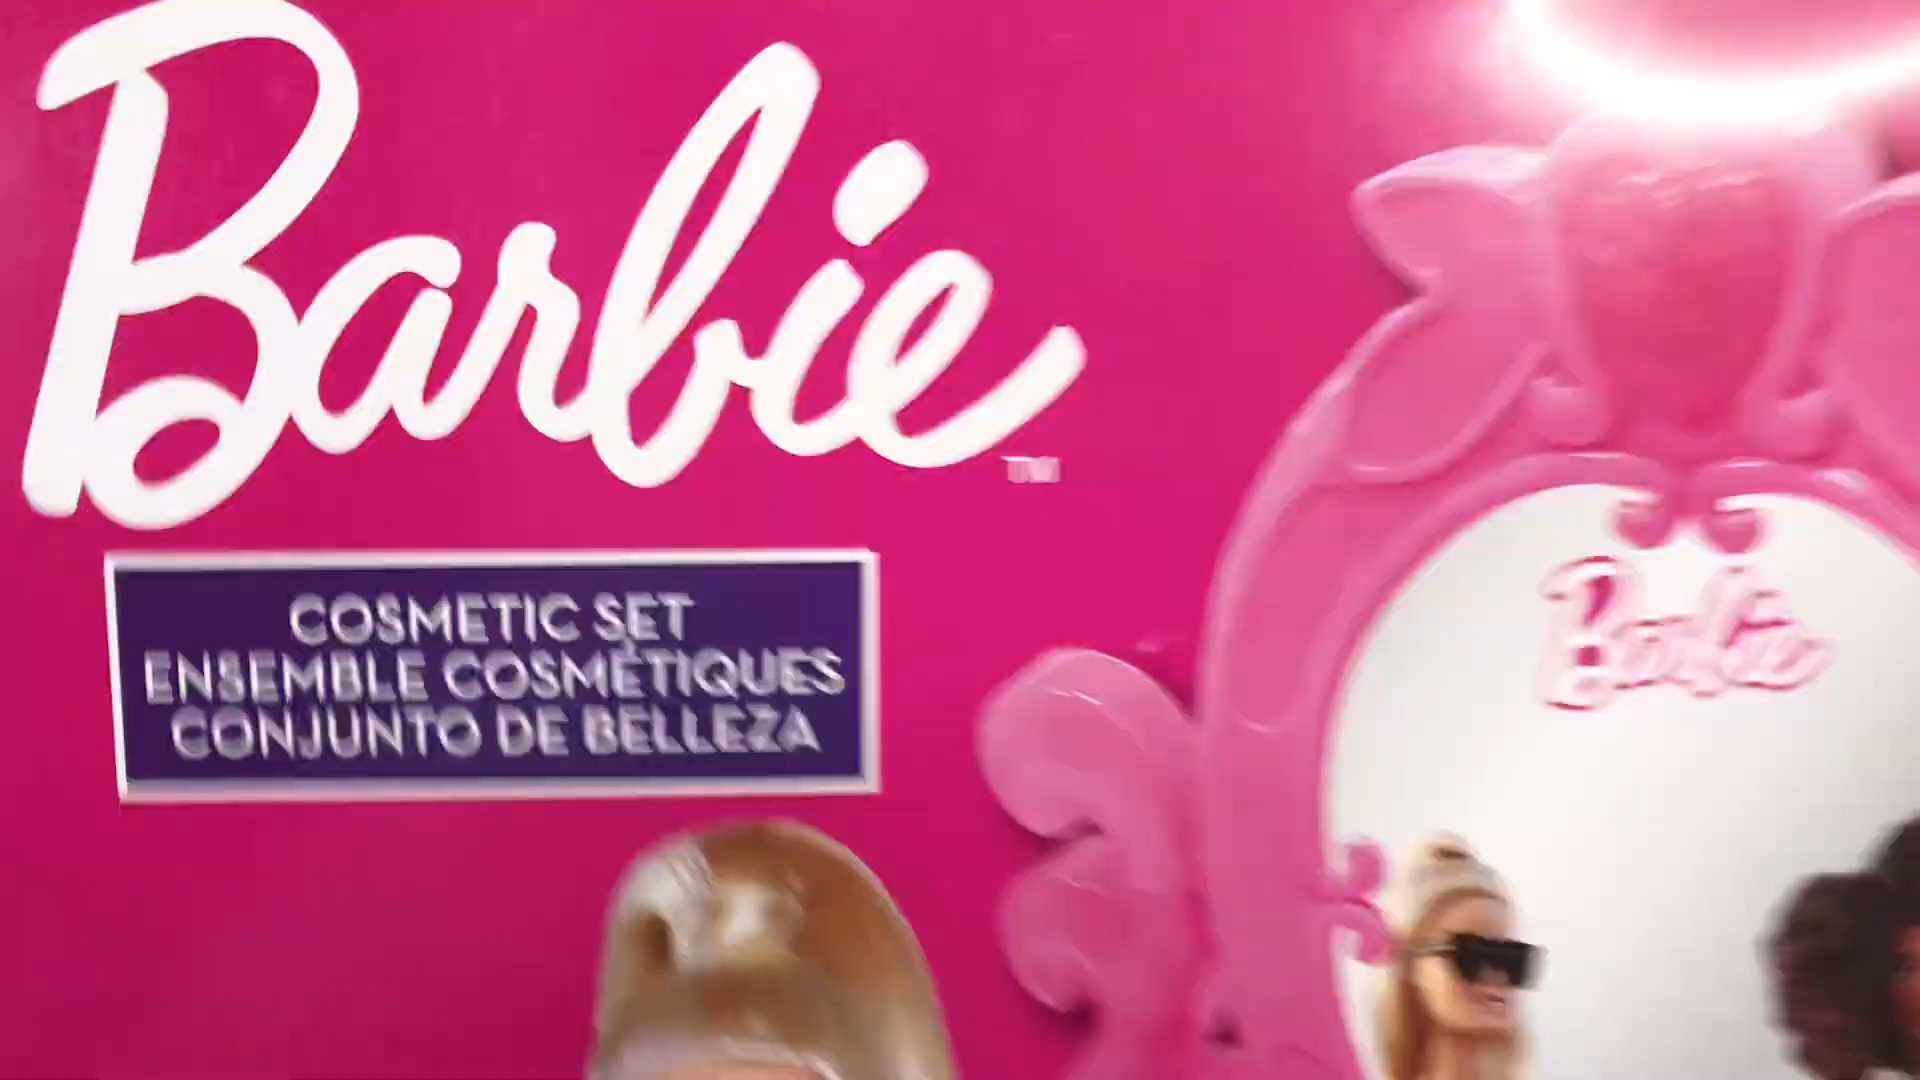 Barbie
TM
COSMETIC SET
ENSEMBLE COSMÉTIQUES
CONJUNTO DE BELLEZA
Barbie